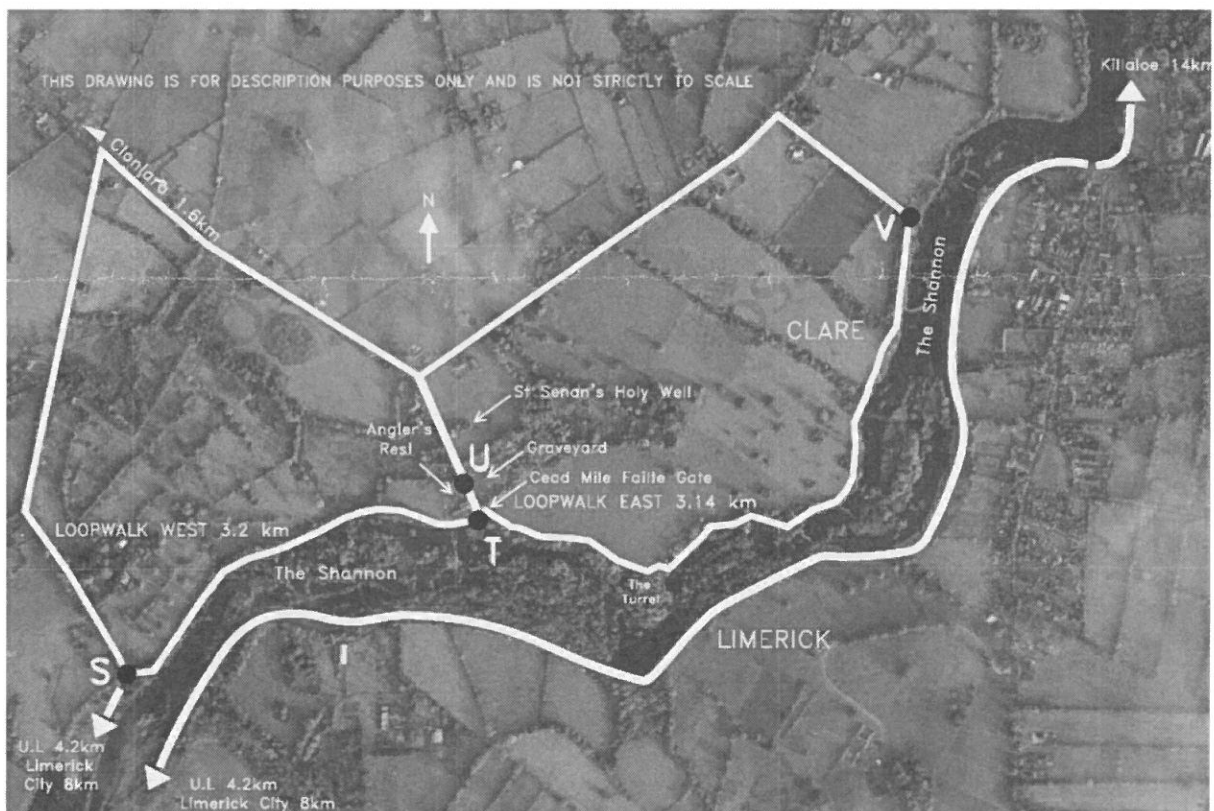 THIS DRAWING IS FOR DESCRIPTION PURPOSES ONLY AND IS NOT STRICTLY TO SCALE
Killaloe 14km
Clonlara 1.6km
N
V
The Shannon
CLARE
St Senan's Holy Well
Angler's
Rest
U
Graveyard
Cead Mile Failte Gate
LOOPWALK EAST 3.14 km
LOOPWALK WEST 3.2 km
T
The Shannon
The
Turret
LIMERICK
I
S
U.L 4.2km
Limerick
City 8km
U.L 4.2km
Limerick City 8km